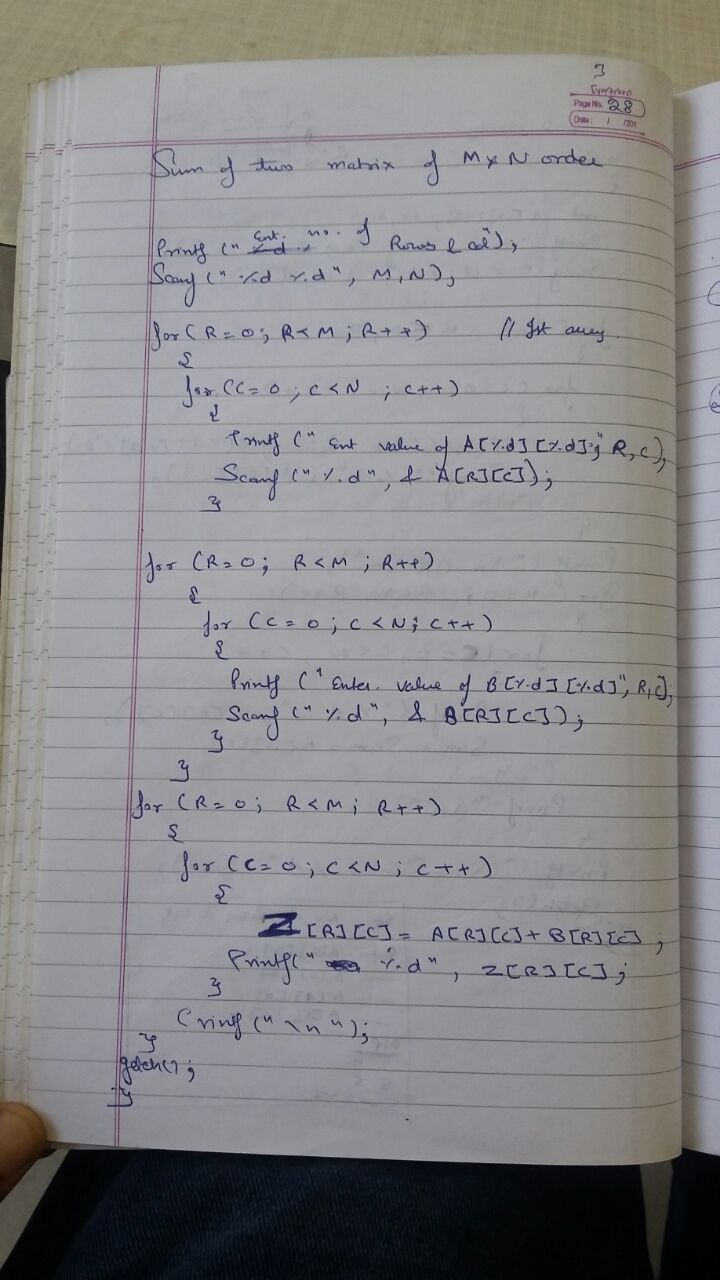 3
Evergreen
Page No. 28
Date: / /201
Sum of two matrix of M x N order
Printf (" Ent. no. of Rows & col");
Scanf (" %d %d", M,N);
for (R=0; R<M ; R++) // Ist array.
{
for (C=0 ; C<N ; C++)
{
Printf (" Ent value of A[%d][%d]=", R, C);
Scanf (" %d", & A[R][C]);
}
for (R=0; R<M ; R++)
{
for (C=0 ; C<N; C++)
{
Printf (" Enter. value of B[%d][%d]", R,C);
Scanf (" %d", & B[R][C]);
}
}
for (R=0; R<M; R++)
{
for (C=0 ; C<N ; C++)
{
Z [R][C] = A[R][C]+ B[R][C] ;
Printf(" %d", Z[R][C];
}
Printf (" \n ");
}
getch();
}